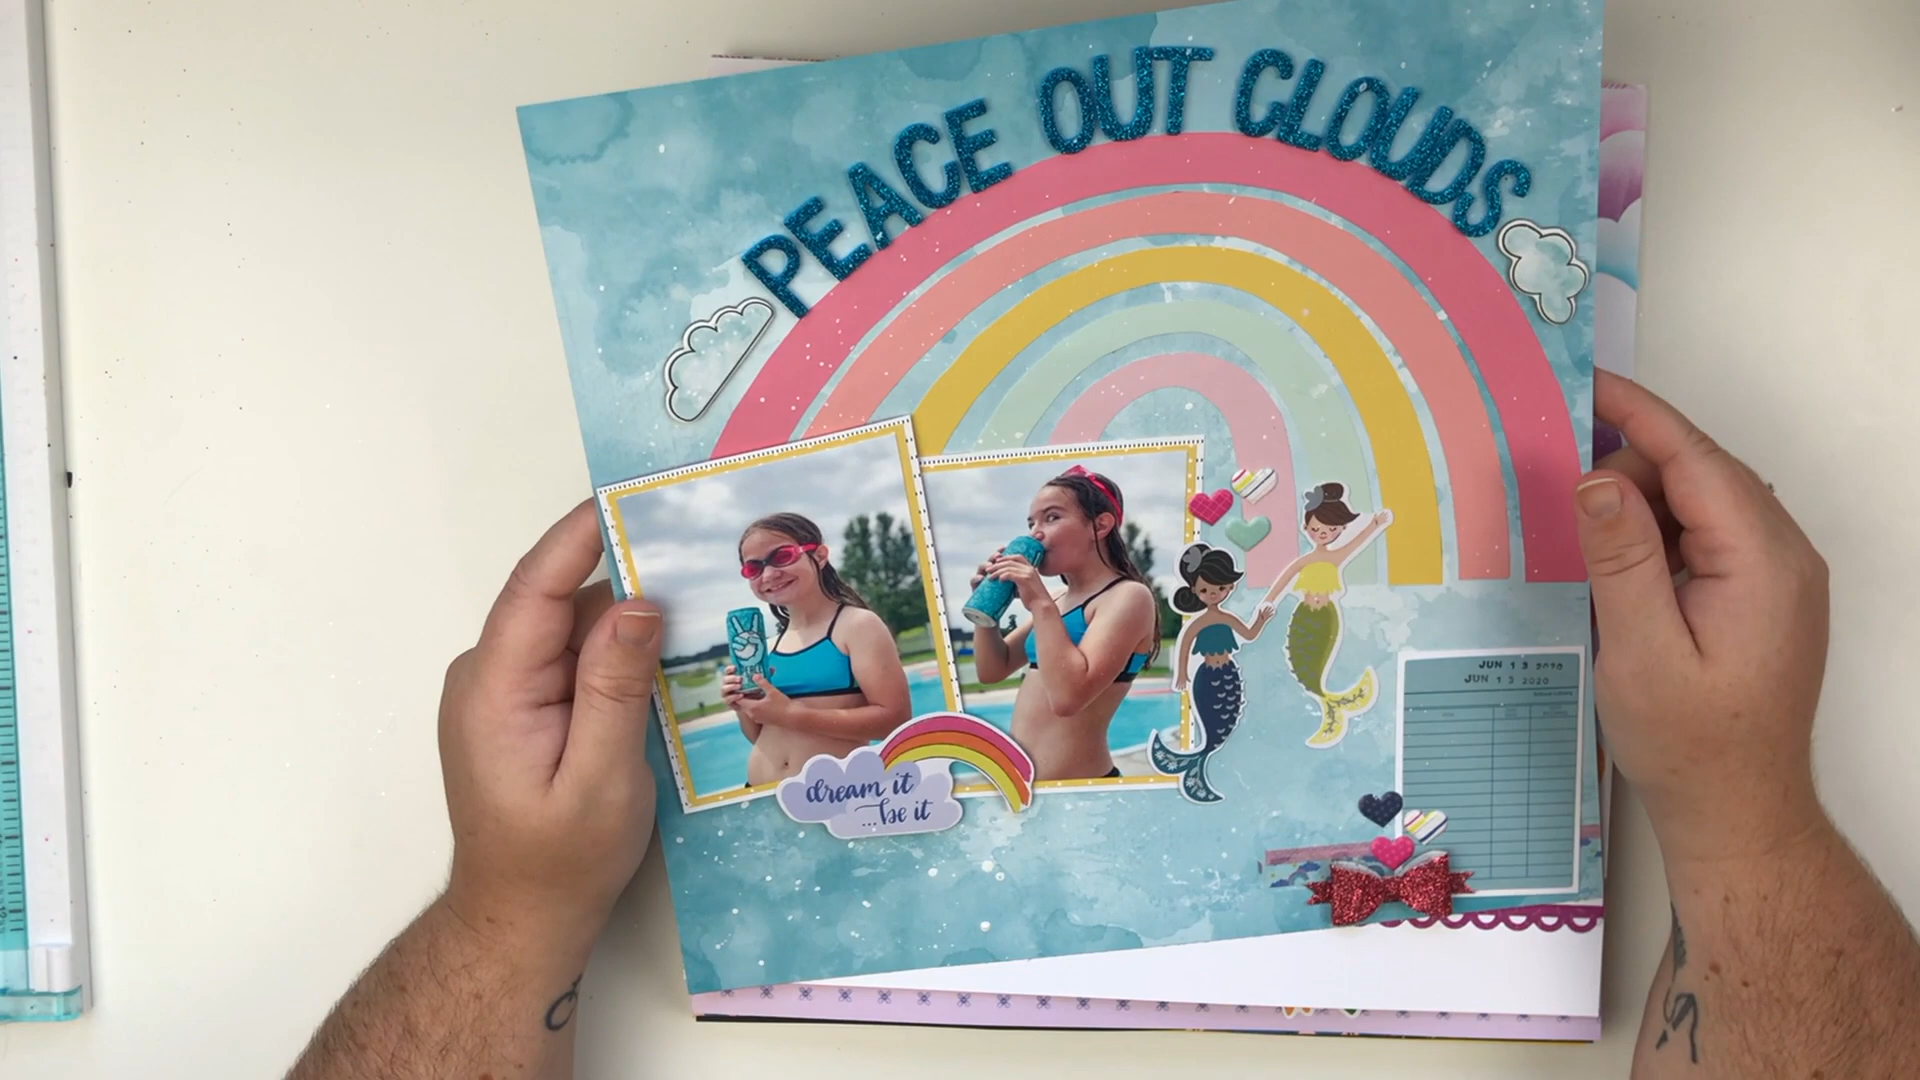 PEACE OUT CLOUDS
JUN 1 3 2020
JUN 1 3 2020
dream it
...be it